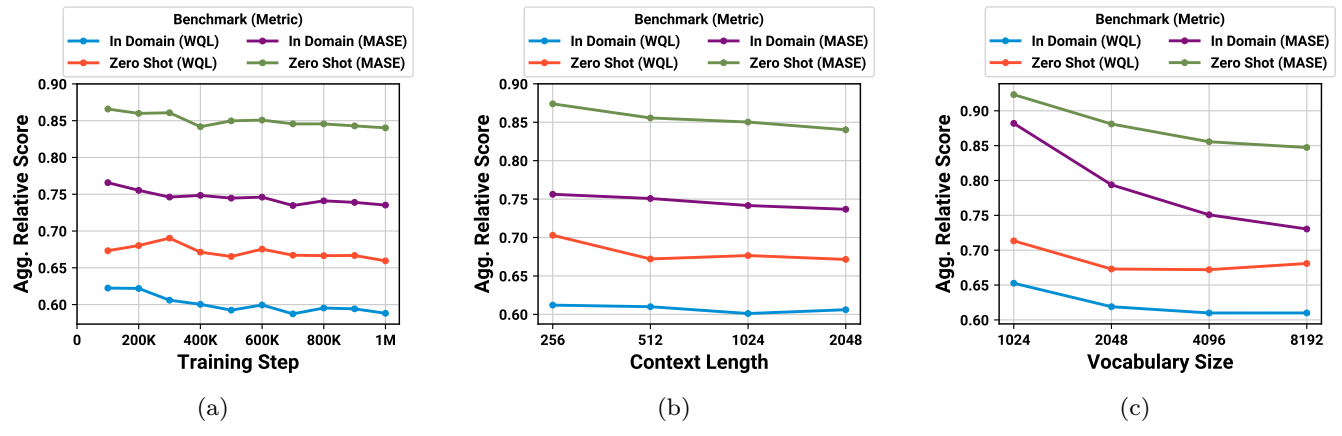 Benchmark (Metric)
In Domain (WQL) In Domain (MASE)
Zero Shot (WQL) Zero Shot (MASE)
0.90
0.85
0.80
0.75
0.70
0.65
0.60
Agg. Relative Score
0 200K 400K 600K 800K 1M
Training Step
(a)
Benchmark (Metric)
In Domain (WQL) In Domain (MASE)
Zero Shot (WQL) Zero Shot (MASE)
0.90
0.85
0.80
0.75
0.70
0.65
0.60
Agg. Relative Score
256 512 1024 2048
Context Length
(b)
Benchmark (Metric)
In Domain (WQL) In Domain (MASE)
Zero Shot (WQL) Zero Shot (MASE)
0.90
0.85
0.80
0.75
0.70
0.65
0.60
Agg. Relative Score
1024 2048 4096 8192
Vocabulary Size
(c)